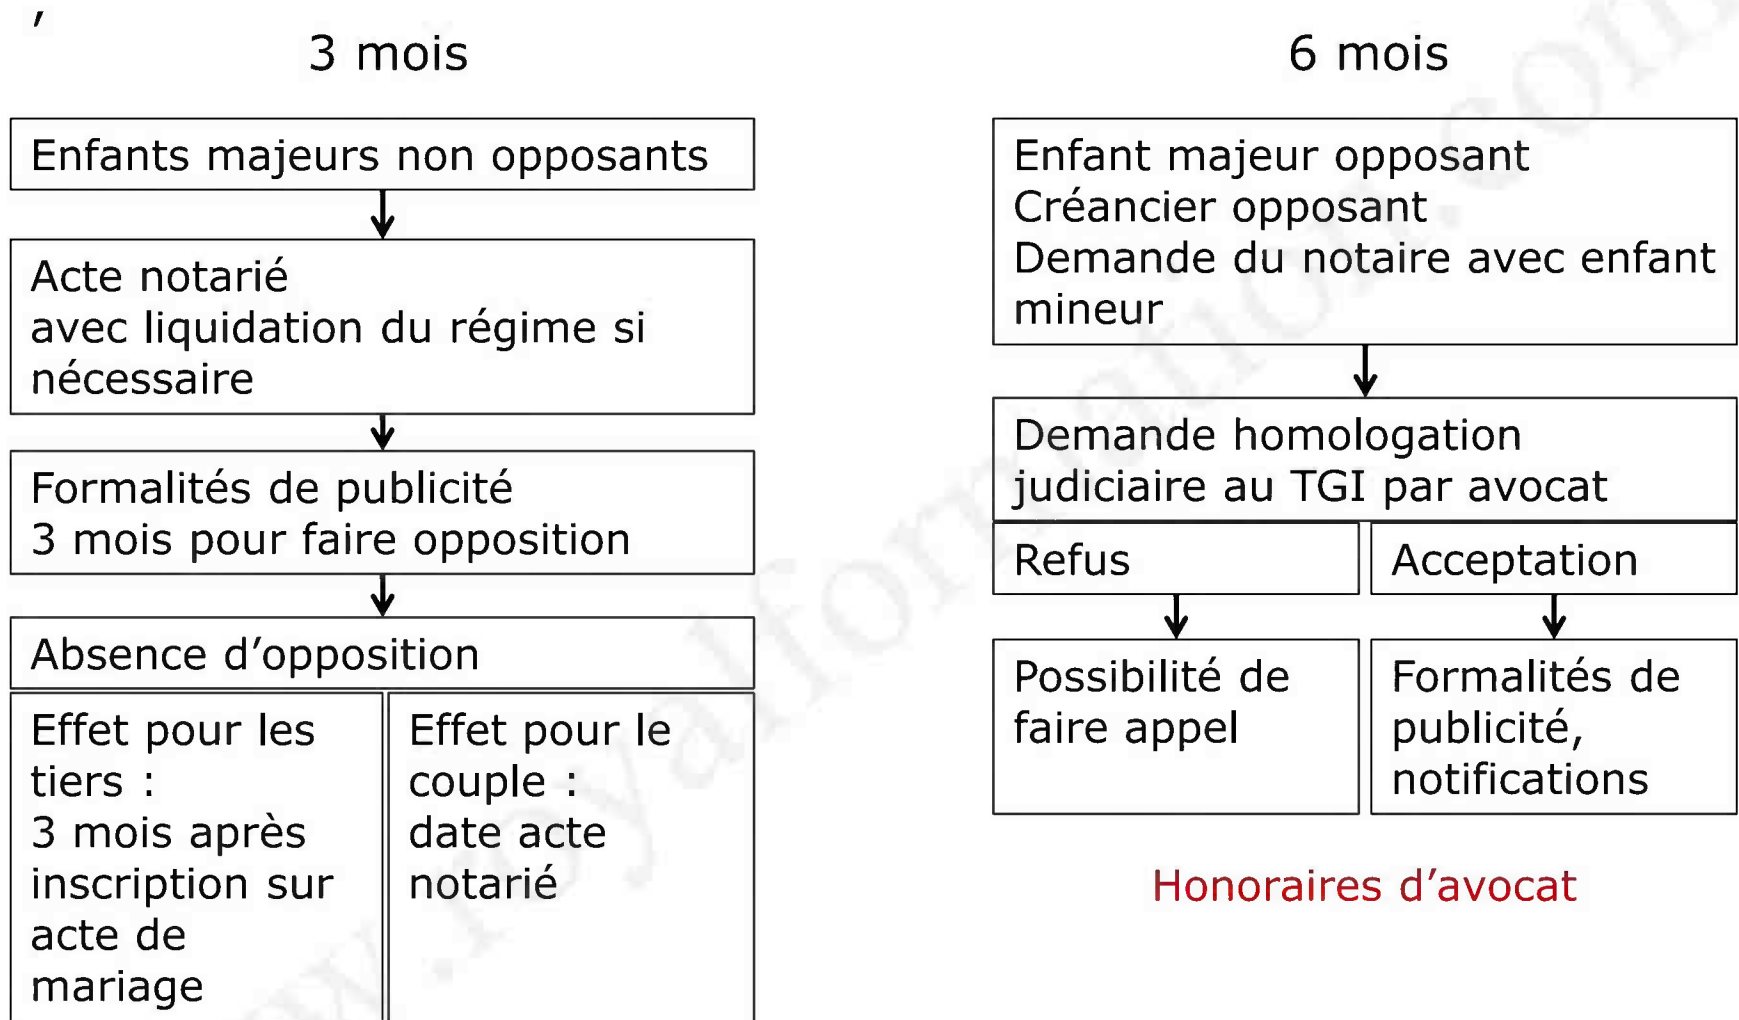 3 mois
Enfants majeurs non opposants
Acte notarié
avec liquidation du régime si
nécessaire
Formalités de publicité
3 mois pour faire opposition
Absence d’opposition
Effet pour les
tiers :
3 mois après
inscription sur
acte de
mariage
Effet pour le
couple :
date acte
notarié
6 mois
Enfant majeur opposant
Créancier opposant
Demande du notaire avec enfant
mineur
Demande homologation
judiciaire au TGI par avocat
Refus
Acceptation
Possibilité de
faire appel
Formalités de
publicité,
notifications
Honoraires d’avocat
www.royalformation.com